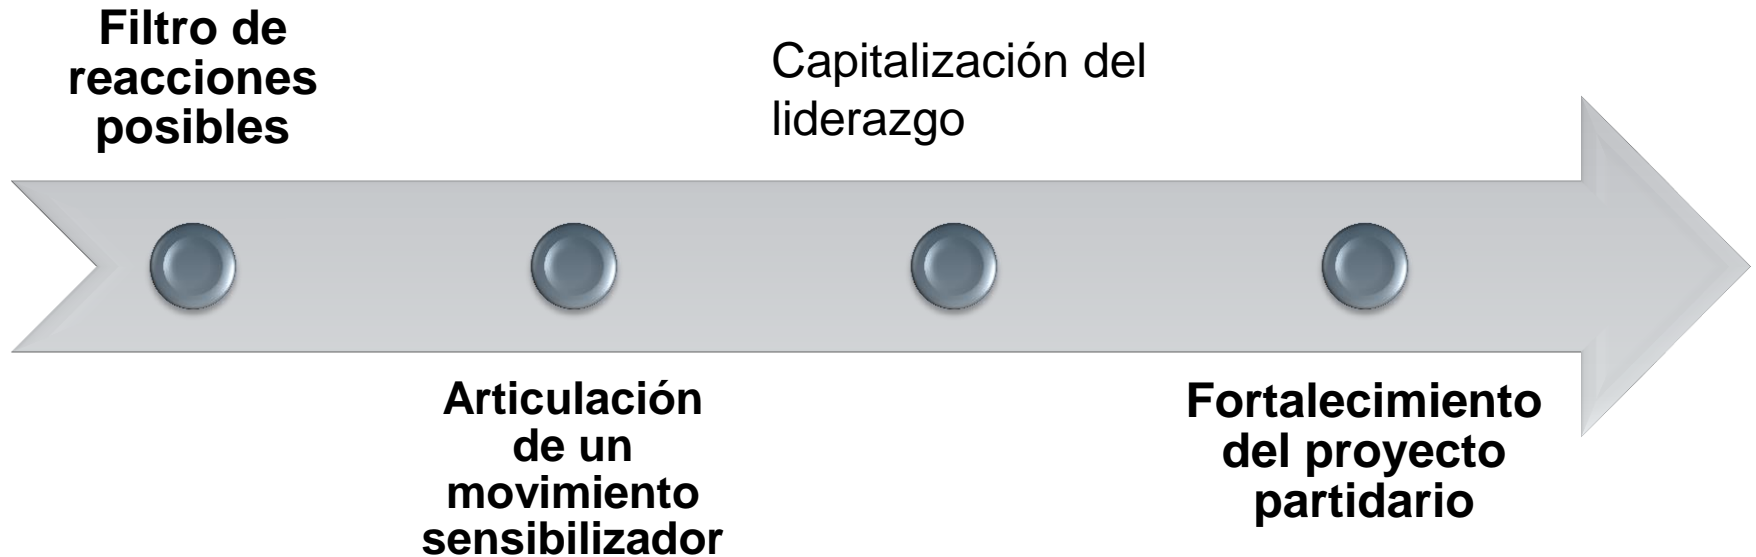 Filtro de
reacciones
posibles
Articulación
de un
movimiento
sensibilizador
Capitalización del
liderazgo
Fortalecimiento
del proyecto
partidario